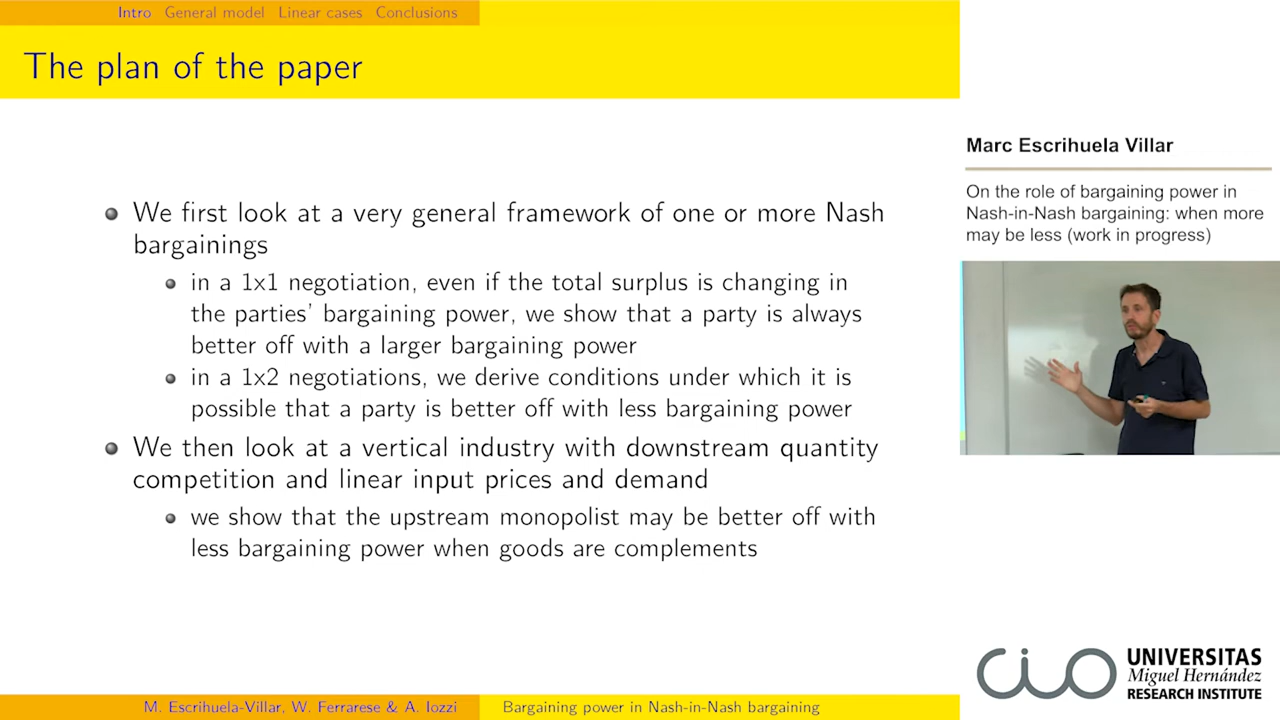 Intro General model Linear cases Conclusions
The plan of the paper
We first look at a very general framework of one or more Nash
bargainings
in a 1x1 negotiation, even if the total surplus is changing in
the parties' bargaining power, we show that a party is always
better off with a larger bargaining power
in a 1x2 negotiations, we derive conditions under which it is
possible that a party is better off with less bargaining power
We then look at a vertical industry with downstream quantity
competition and linear input prices and demand
we show that the upstream monopolist may be better off with
less bargaining power when goods are complements
M. Escrihuela-Villar, W. Ferrarese & A. Iozzi
Bargaining power in Nash-in-Nash bargaining
Marc Escrihuela Villar
On the role of bargaining power in
Nash-in-Nash bargaining: when more
may be less (work in progress)
cio
UNIVERSITAS
Miguel Hernández
RESEARCH INSTITUTE